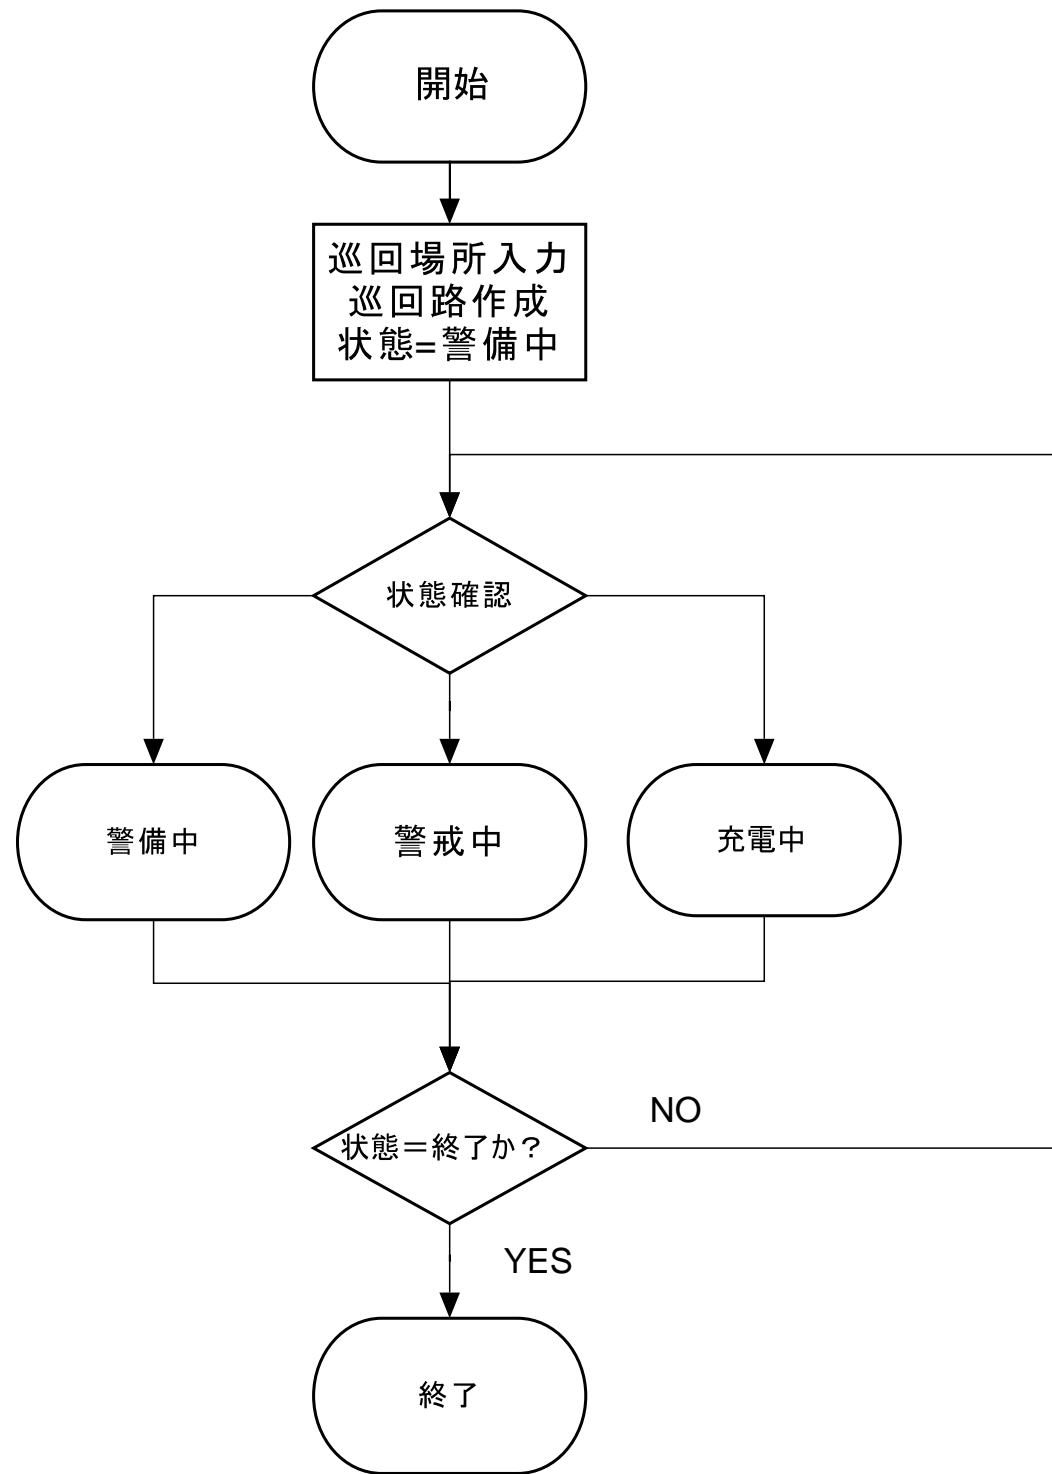 開始
巡回場所入力
巡回路作成
状態=警備中
状態確認
警備中
警戒中
充電中
状態＝終了か？
NO
YES
終了